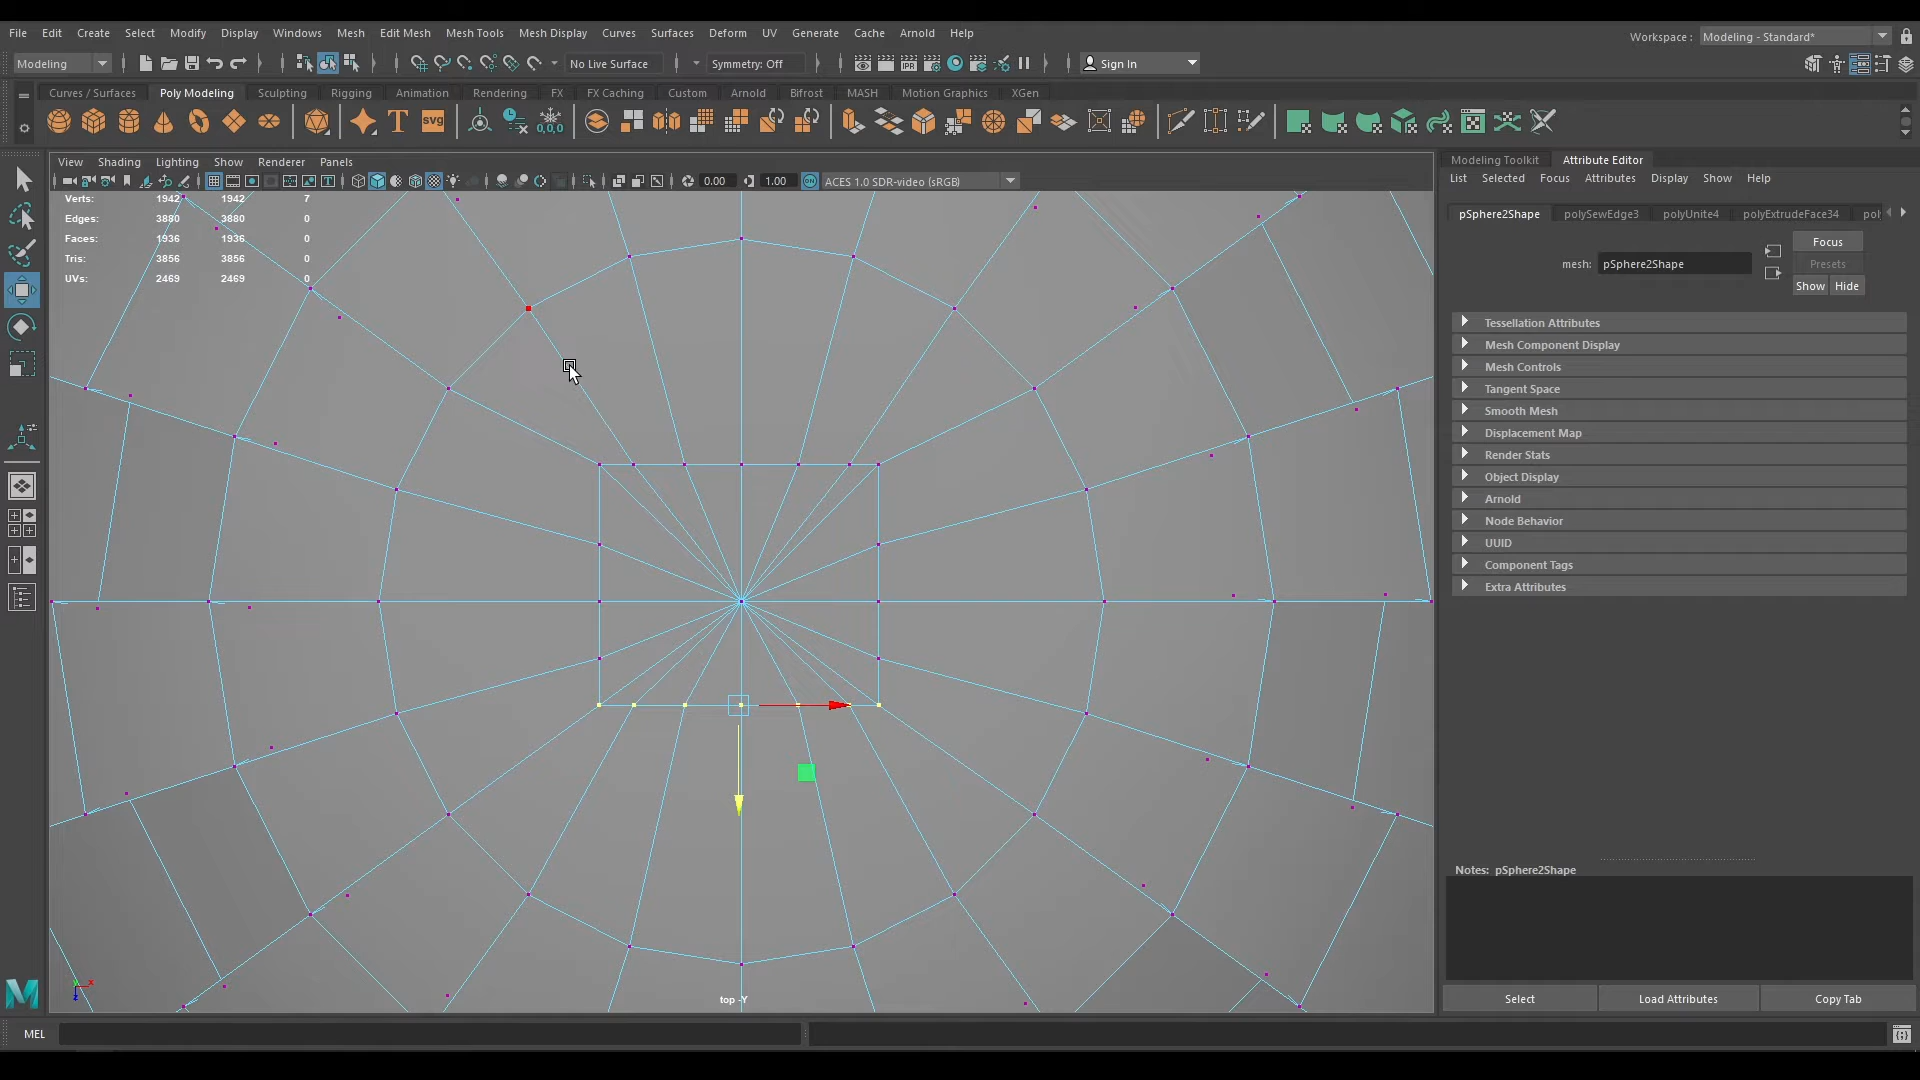 File Edit Create Select Modify Display Windows Mesh Edit Mesh Mesh Tools Mesh Display Curves Surfaces Deform UV Generate Cache Arnold Help
Workspace : Modeling - Standard*
Modeling No Live Surface Symmetry: Off Sign In
Curves / Surfaces Poly Modeling Sculpting Rigging Animation Rendering FX FX Caching Custom Arnold Bifrost MASH Motion Graphics XGen
T svg 0,0,0
View Shading Lighting Show Renderer Panels
0.00 1.00 ON ACES 1.0 SDR-video (sRGB)
Verts: 1942 1942 7
Edges: 3880 3880 0
Faces: 1936 1936 0
Tris: 3856 3856 0
UVs: 2469 2469 0
top -Y
Modeling Toolkit Attribute Editor
List Selected Focus Attributes Display Show Help
pSphere2Shape polySewEdge3 polyUnite4 polyExtrudeFace34 pol
Focus
mesh: pSphere2Shape Presets
Show Hide
Tessellation Attributes
Mesh Component Display
Mesh Controls
Tangent Space
Smooth Mesh
Displacement Map
Render Stats
Object Display
Arnold
Node Behavior
UUID
Component Tags
Extra Attributes
Notes: pSphere2Shape
Select Load Attributes Copy Tab
MEL